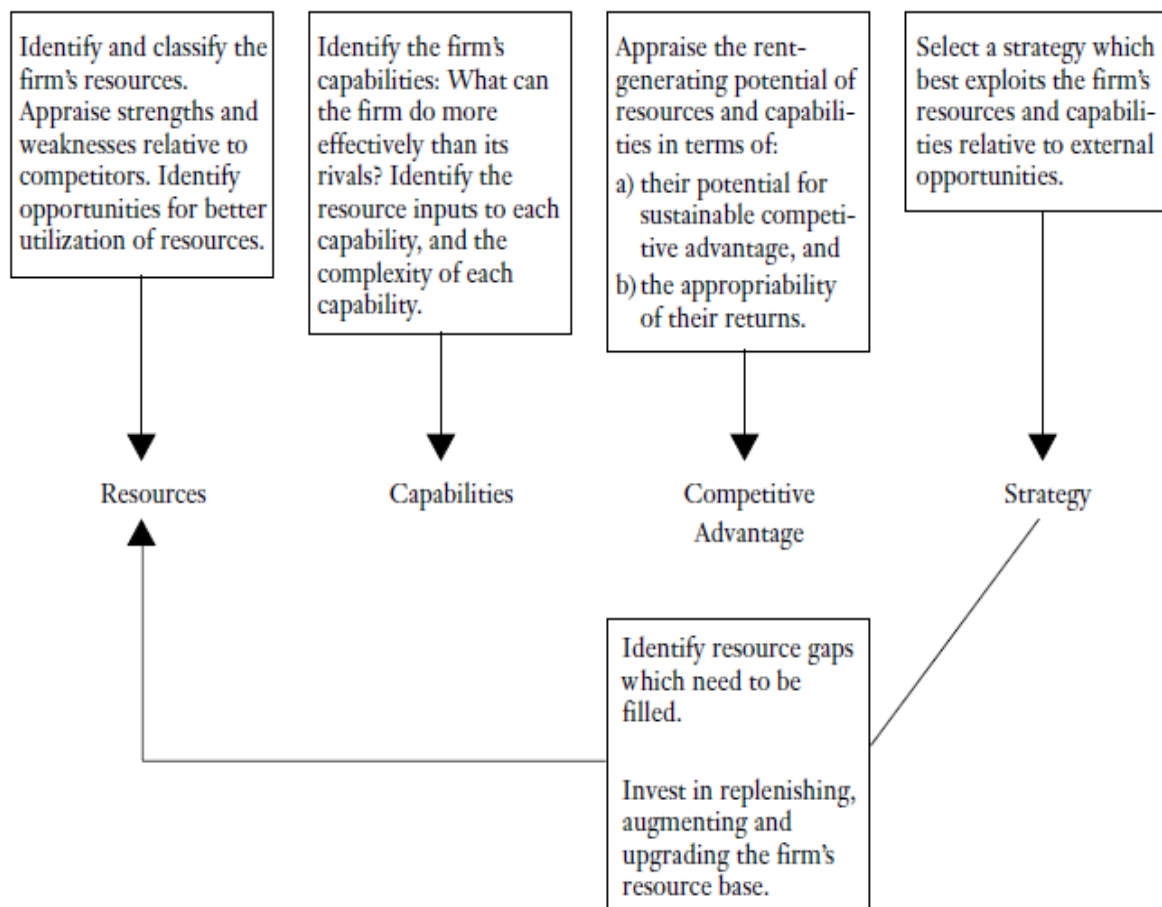 Identify and classify the
firm's resources.
Appraise strengths and
weaknesses relative to
competitors. Identify
opportunities for better
utilization of resources.
Identify the firm's
capabilities: What can
the firm do more
effectively than its
rivals? Identify the
resource inputs to each
capability, and the
complexity of each
capability.
Appraise the rent-
generating potential of
resources and capabili-
ties in terms of:
a) their potential for
sustainable competi-
tive advantage, and
b) the appropriability
of their returns.
Select a strategy which
best exploits the firm's
resources and capabili-
ties relative to external
opportunities.
Resources
Capabilities
Competitive
Advantage
Strategy
Identify resource gaps
which need to be
filled.
Invest in replenishing,
augmenting and
upgrading the firm's
resource base.